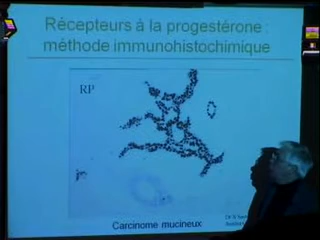 Récepteurs à la progestérone :
méthode immunohistochimique
RP
Carcinome mucineux